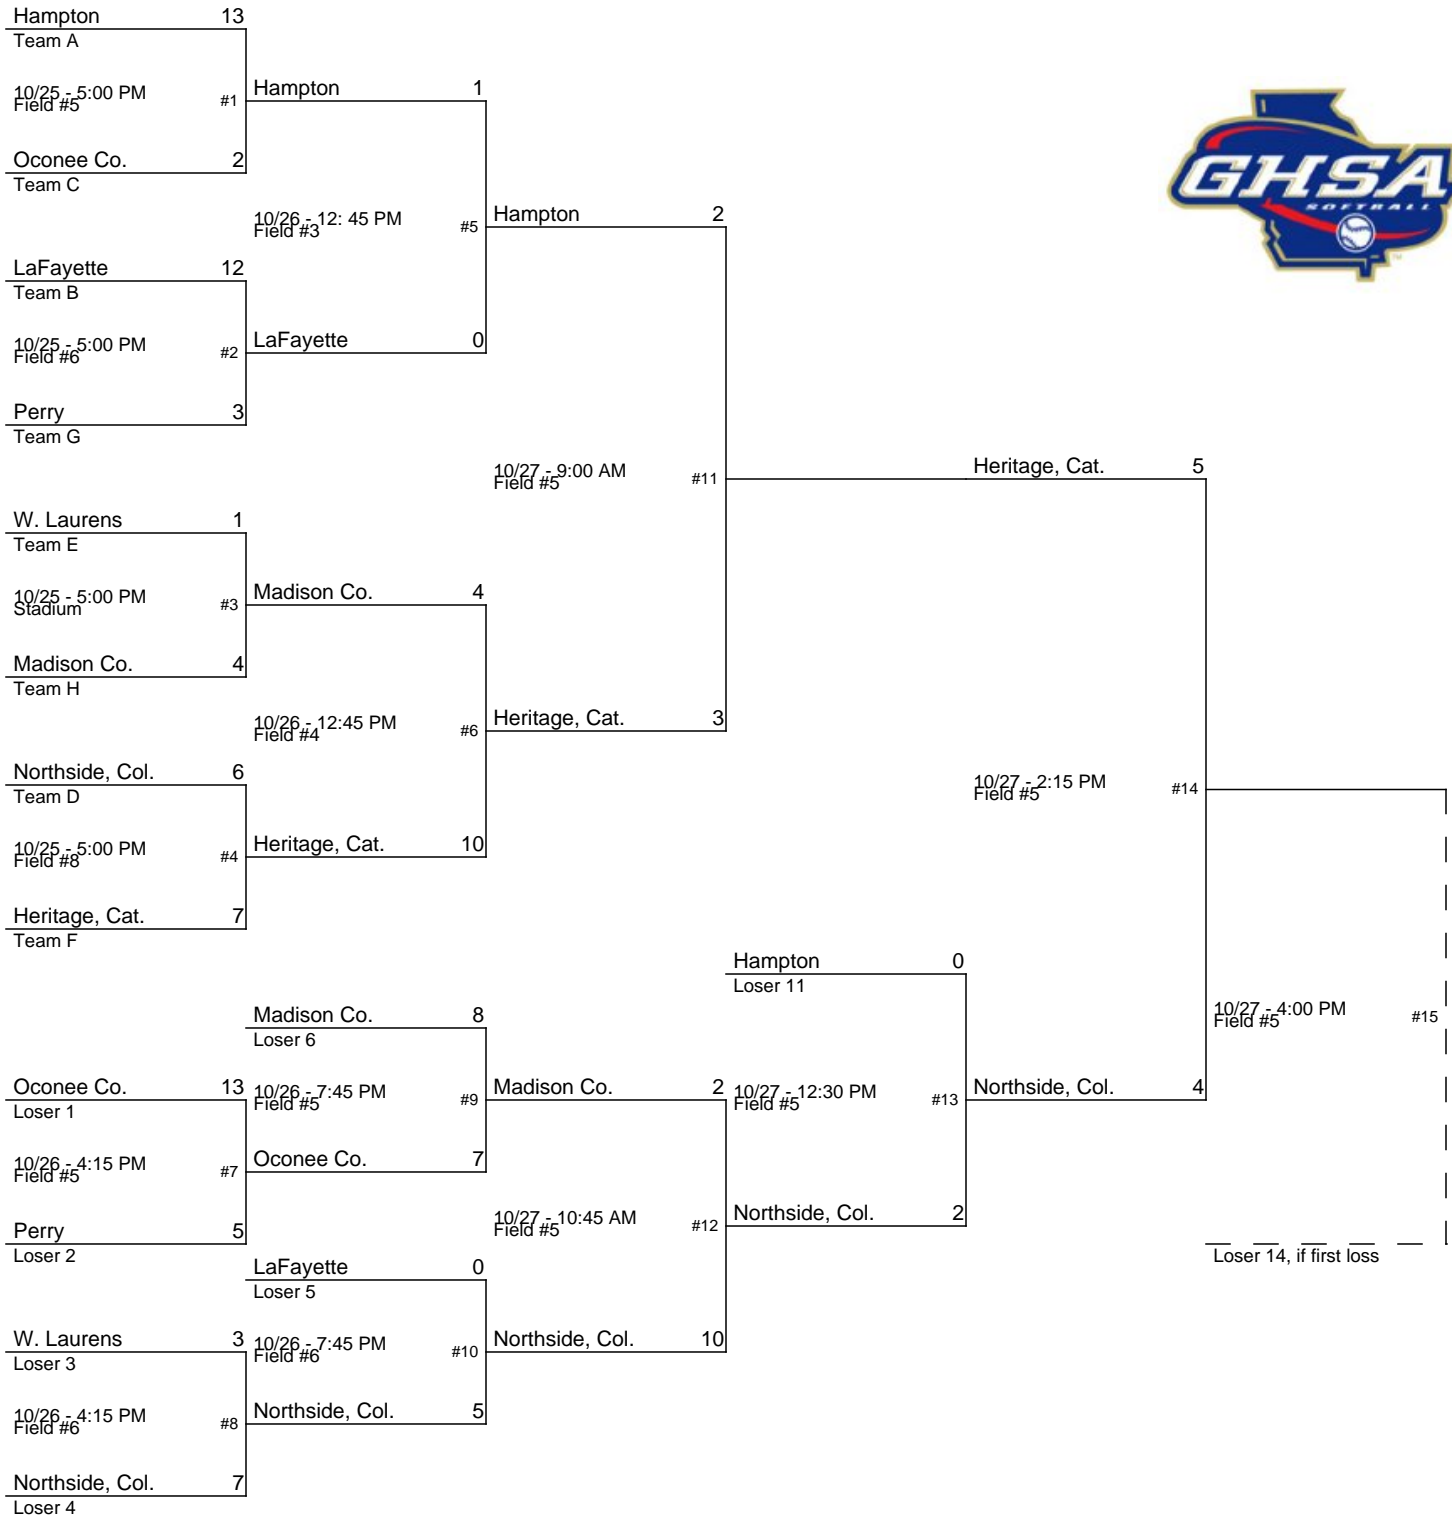 Hampton 13
Team A
10/25 - 5:00 PM
Field #5
#1
Hampton 1
Oconee Co. 2
Team C
10/26 - 12: 45 PM
Field #3
#5
Hampton 2
LaFayette 12
Team B
10/25 - 5:00 PM
Field #6
#2
LaFayette 0
Perry 3
Team G
10/27 - 9:00 AM
Field #5
#11
Heritage, Cat. 5
W. Laurens 1
Team E
10/25 - 5:00 PM
Stadium
#3
Madison Co. 4
Madison Co. 4
Team H
10/26 - 12:45 PM
Field #4
#6
Heritage, Cat. 3
Northside, Col. 6
Team D
10/27 - 2:15 PM
Field #5
#14
10/25 - 5:00 PM
Field #8
#4
Heritage, Cat. 10
Heritage, Cat. 7
Team F
Hampton 0
Loser 11
Madison Co. 8
Loser 6
10/27 - 4:00 PM
Field #5
#15
Oconee Co. 13
Loser 1
10/26 - 7:45 PM
Field #5
#9
Madison Co. 2
10/27 - 12:30 PM
Field #5
#13
Northside, Col. 4
10/26 - 4:15 PM
Field #5
#7
Oconee Co. 7
Perry 5
Loser 2
10/27 - 10:45 AM
Field #5
#12
Northside, Col. 2
Loser 14, if first loss
LaFayette 0
Loser 5
W. Laurens 3
Loser 3
10/26 - 7:45 PM
Field #6
#10
Northside, Col. 10
10/26 - 4:15 PM
Field #6
#8
Northside, Col. 5
Northside, Col. 7
Loser 4
GHSA
SOFTBALL
TM